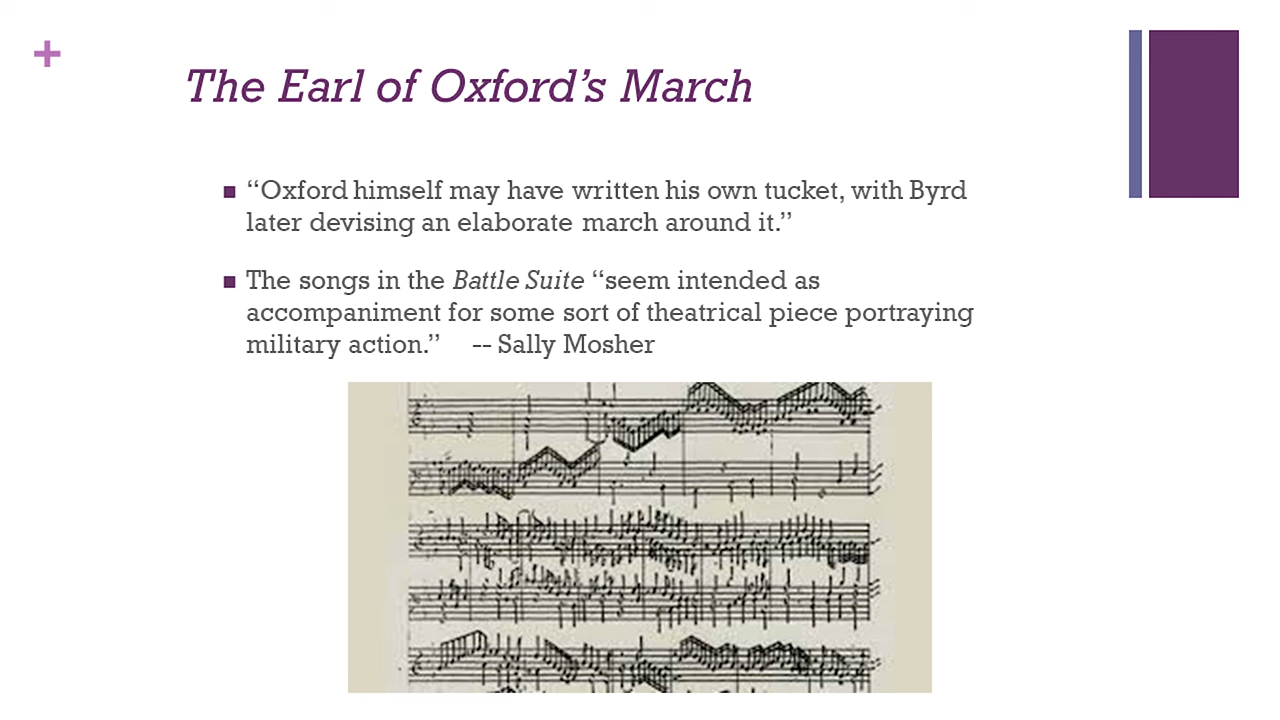 +
The Earl of Oxford’s March
■ “Oxford himself may have written his own tucket, with Byrd
later devising an elaborate march around it.”
■ The songs in the Battle Suite “seem intended as
accompaniment for some sort of theatrical piece portraying
military action.” -- Sally Mosher